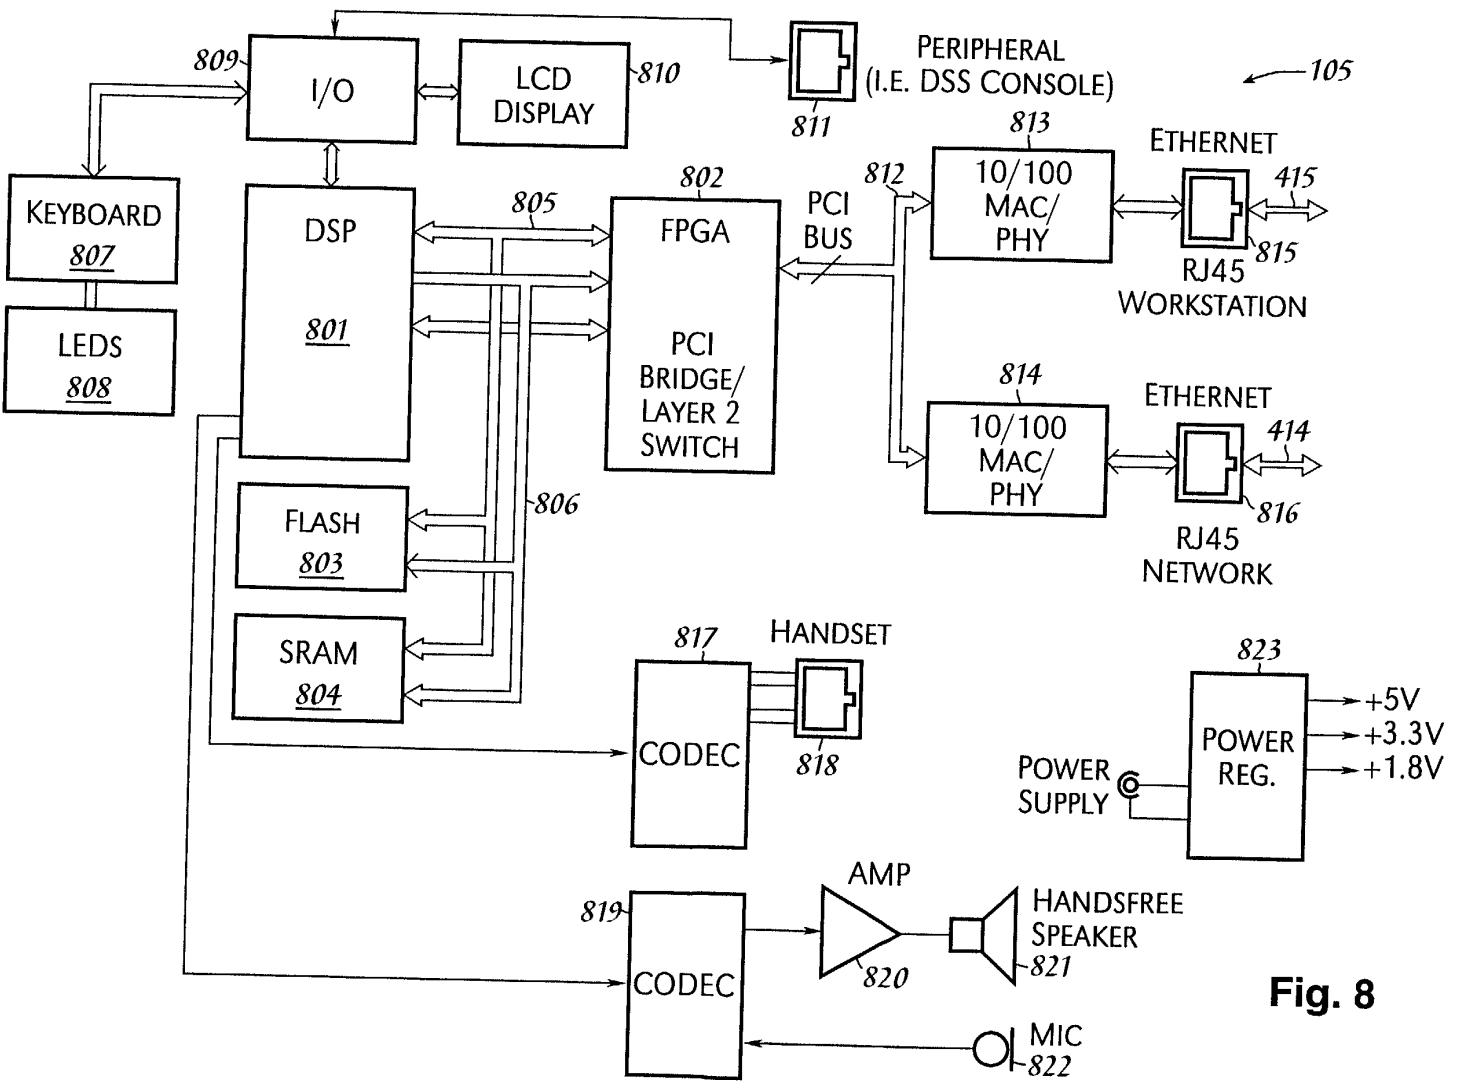 809
I/O
LCD
DISPLAY
810
811
PERIPHERAL
(I.E. DSS CONSOLE)
105
KEYBOARD
807
LEDS
808
DSP
801
805
802
FPGA
PCI
BRIDGE/
LAYER 2
SWITCH
PCI
BUS
812
813
10/100
MAC/
PHY
ETHERNET
415
815
RJ45
WORKSTATION
814
10/100
MAC/
PHY
ETHERNET
414
816
RJ45
NETWORK
806
FLASH
803
SRAM
804
817
CODEC
HANDSET
818
823
POWER
REG.
+5V
+3.3V
+1.8V
POWER
SUPPLY
819
CODEC
AMP
820
HANDSFREE
SPEAKER
821
MIC
822
Fig. 8